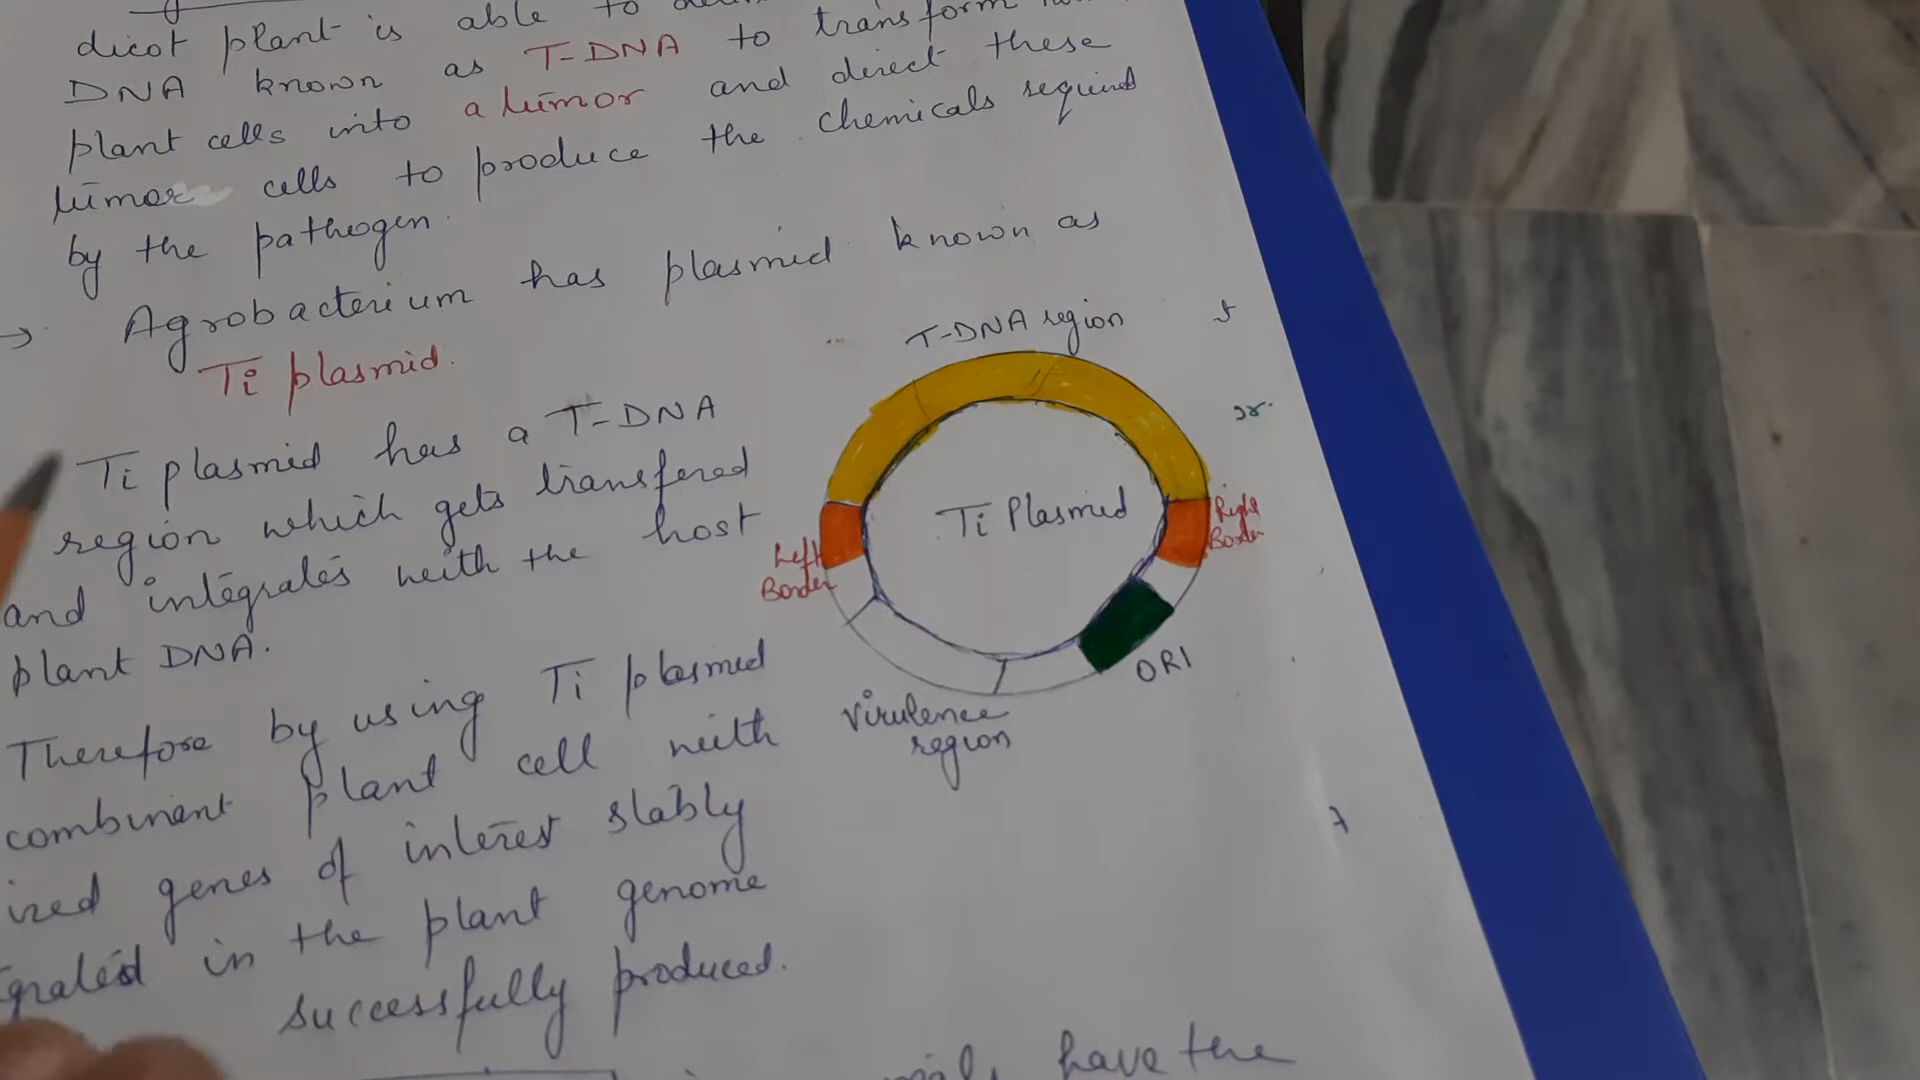 dicot plant is able to
DNA known as T-DNA to transform
plant cells into a tumor and direct these
tumor cells to produce the chemicals required
by the pathogen.
→ Agrobacterium has plasmid known as
Ti plasmid.
Ti plasmid has a T-DNA
region which gets transfered
and integrates with the host
plant DNA.
Therefore by using Ti plasmid
combinent plant cell with
ired genes of interest stably
grated in the plant genome
successfully produced.
have the
T-DNA region
Ti Plasmid
Left
Border
Right
Border
ORI
Virulence
region